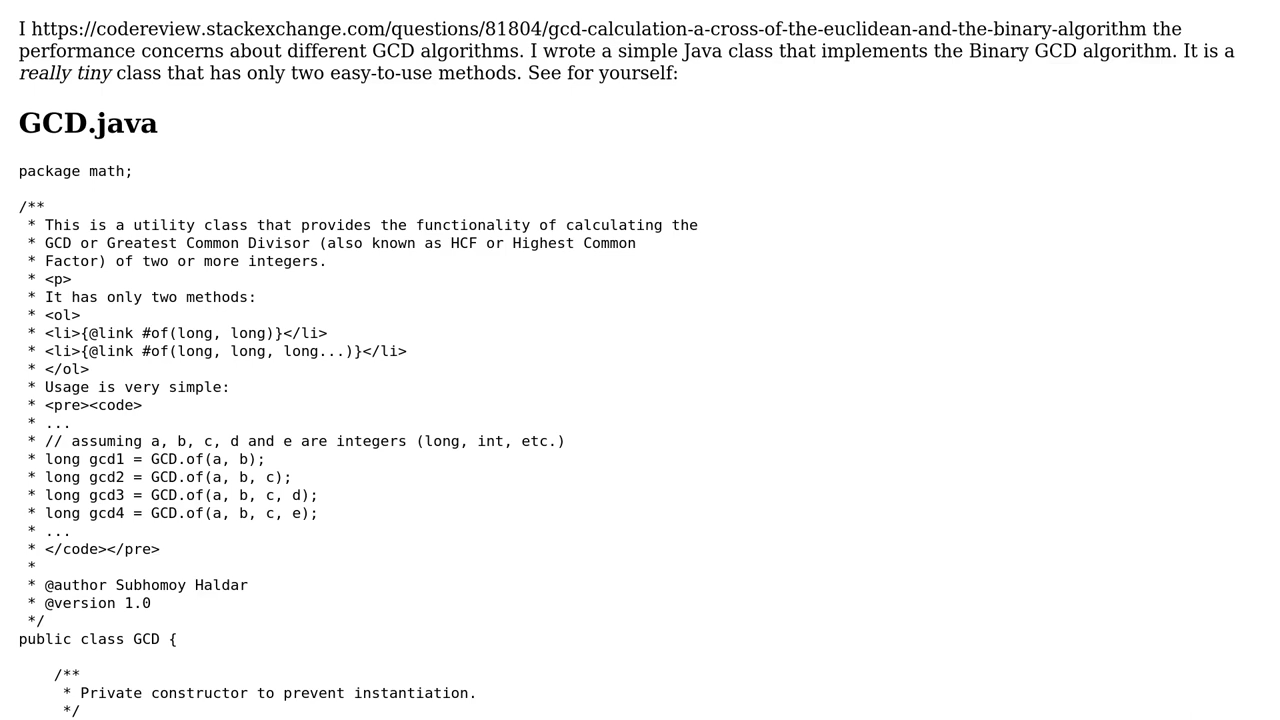 I https://codereview.stackexchange.com/questions/81804/gcd-calculation-a-cross-of-the-euclidean-and-the-binary-algorithm the
performance concerns about different GCD algorithms. I wrote a simple Java class that implements the Binary GCD algorithm. It is a
really tiny class that has only two easy-to-use methods. See for yourself:
GCD.java
package math;
/**
 * This is a utility class that provides the functionality of calculating the
 * GCD or Greatest Common Divisor (also known as HCF or Highest Common
 * Factor) of two or more integers.
 * <p>
 * It has only two methods:
 * <ol>
 * <li>{@link #of(long, long)}</li>
 * <li>{@link #of(long, long, long...)}</li>
 * </ol>
 * Usage is very simple:
 * <pre><code>
 * ...
 * // assuming a, b, c, d and e are integers (long, int, etc.)
 * long gcd1 = GCD.of(a, b);
 * long gcd2 = GCD.of(a, b, c);
 * long gcd3 = GCD.of(a, b, c, d);
 * long gcd4 = GCD.of(a, b, c, e);
 * ...
 * </code></pre>
 *
 * @author Subhomoy Haldar
 * @version 1.0
 */
public class GCD {
    /**
     * Private constructor to prevent instantiation.
     */